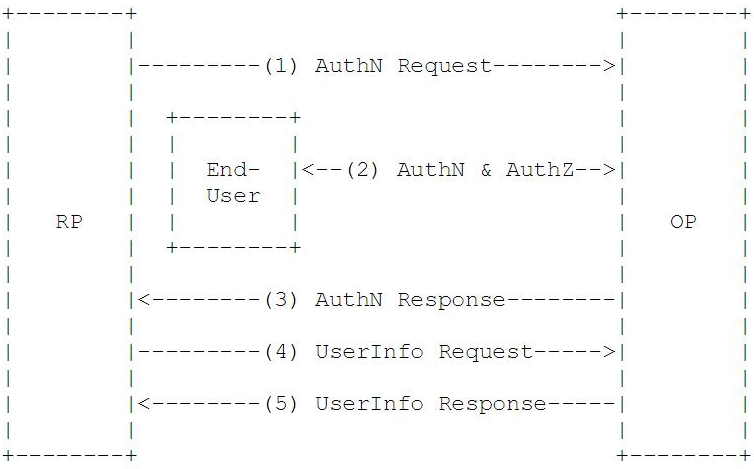 +--------+                                   +--------+
|        |                                   |        |
|        |---------(1) AuthN Request-------->|        |
|        |                                   |        |
|        |  +--------+                       |        |
|        |  |        |                       |        |
|        |  |  End-  |<--(2) AuthN & AuthZ-->|        |
|        |  |  User  |                       |        |
|   RP   |  |        |                       |   OP   |
|        |  +--------+                       |        |
|        |                                   |        |
|        |<--------(3) AuthN Response--------|        |
|        |                                   |        |
|        |---------(4) UserInfo Request----->|        |
|        |                                   |        |
|        |<--------(5) UserInfo Response-----|        |
|        |                                   |        |
+--------+                                   +--------+